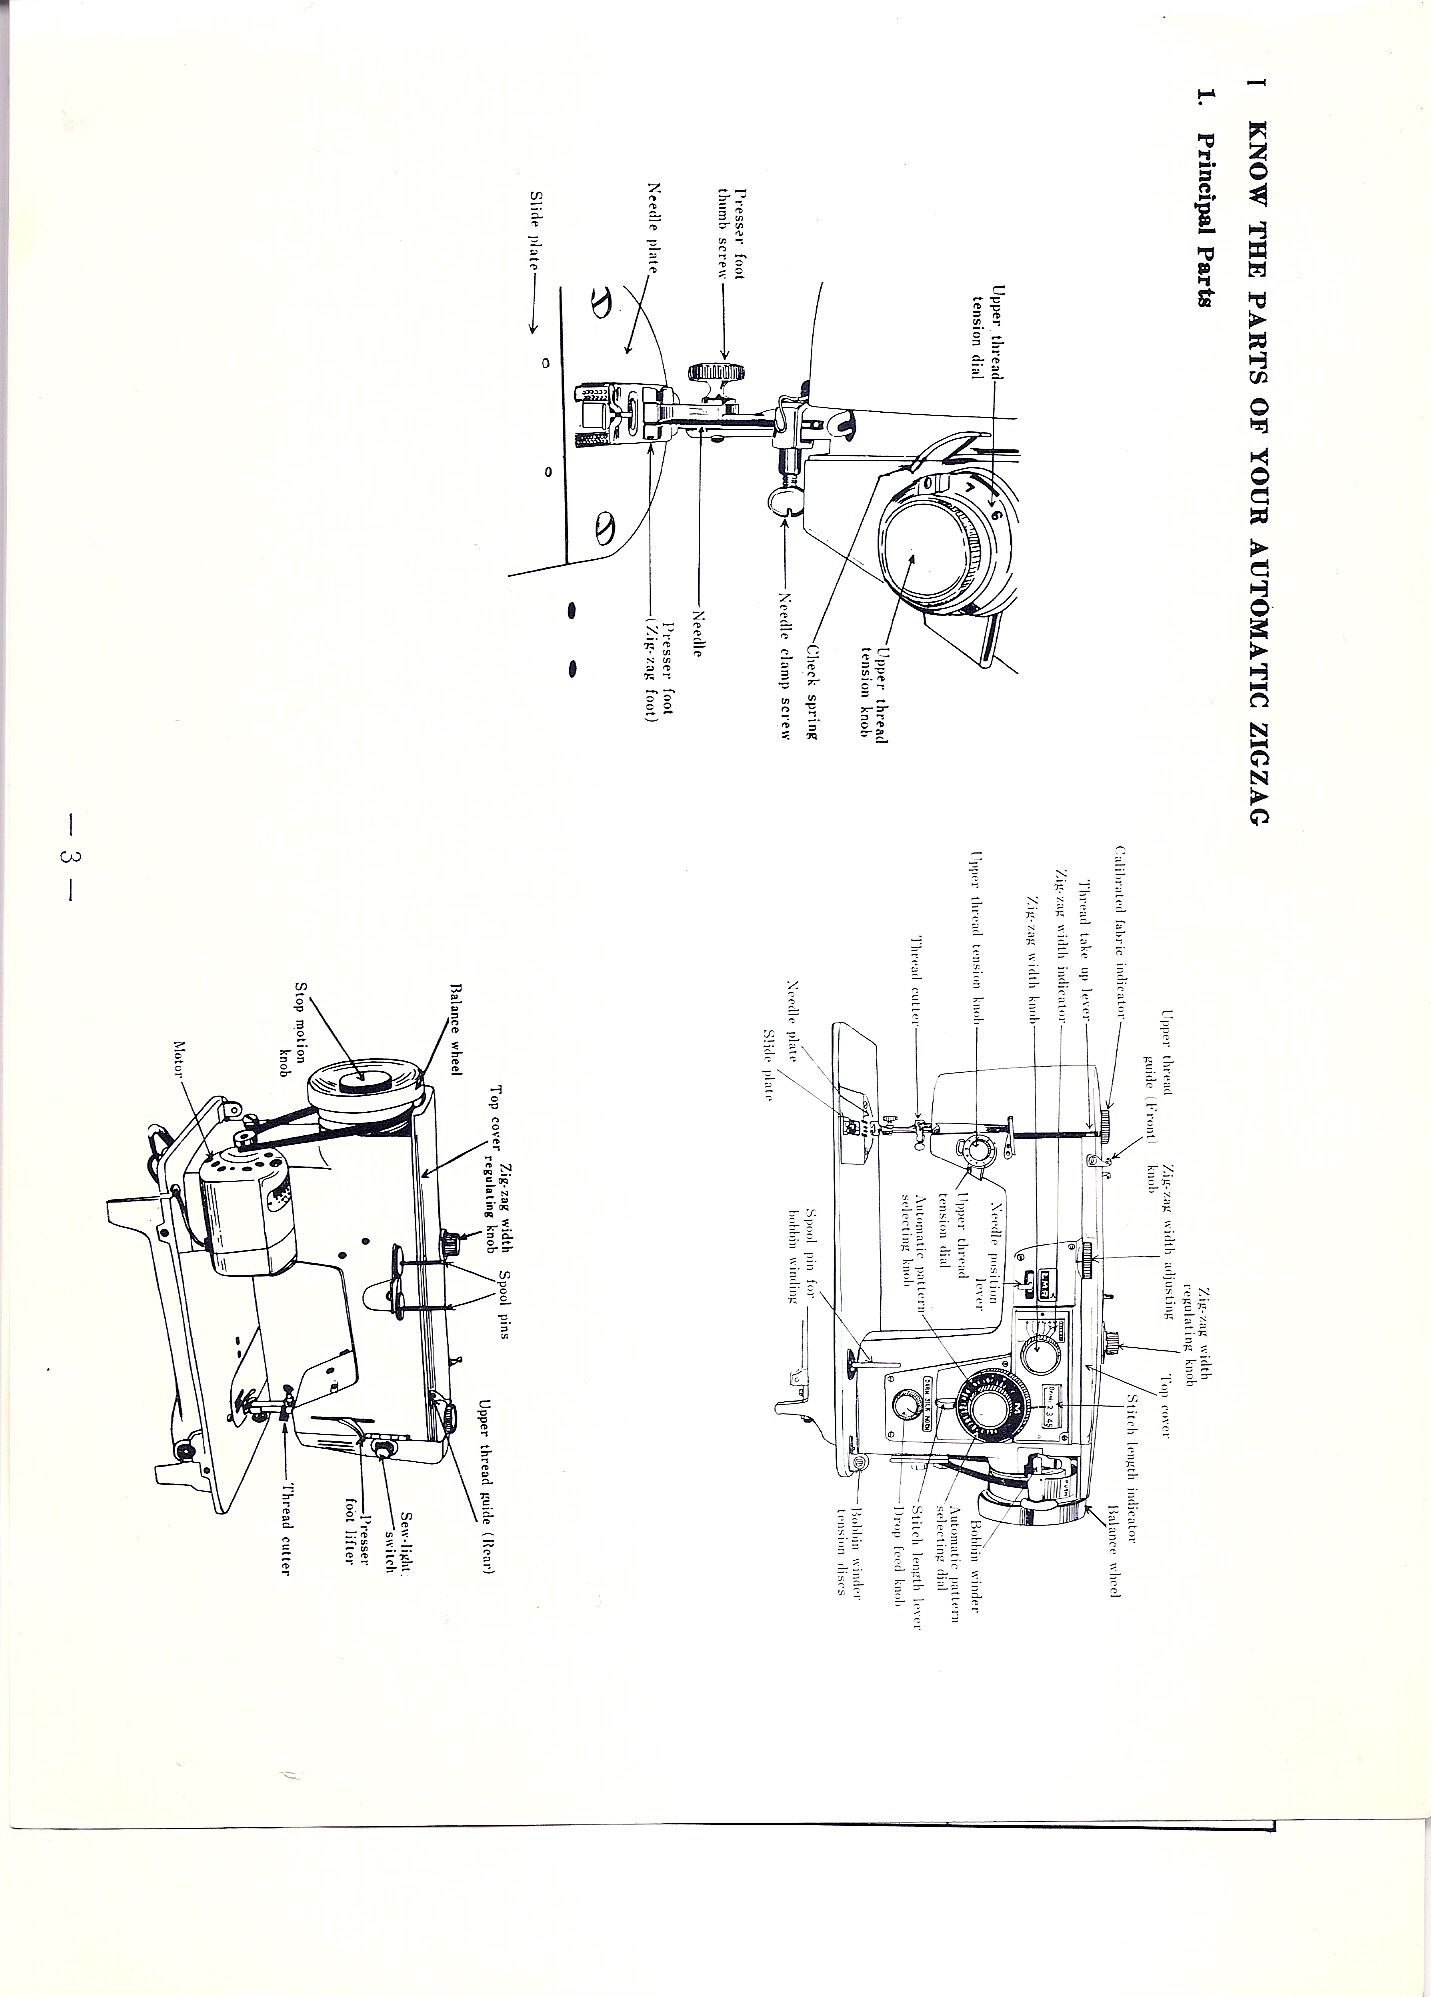 I KNOW THE PARTS OF YOUR AUTOMATIC ZIGZAG
1. Principal Parts
Upper thread
tension dial
Presser foot
thumb screw
Needle plate
Slide plate
Upper thread
tension knob
Check spring
Needle clamp screw
Needle
Presser foot
(Zig-zag foot)
7
6
Zig-zag width
regulating knob
Upper thread
guide (Front)
Zig-zag width adjusting
knob
Top cover
Calibrated fabric indicator
Stitch length indicator
Balance wheel
Thread take up lever
Zig-zag width indicator
Zig-zag width knob
Needle position
lever
Upper thread tension knob
Upper thread
tension dial
Bobbin winder
Automatic pattern
selecting dial
Thread cutter
Automatic pattern
selecting knob
Stitch length lever
Drop feed knob
Bobbin winder
tension discs
Needle plate
Slide plate
Spool pin for
bobbin winding
L M R
M
DARN SILK NORM
Zig-zag width
regulating knob
Spool pins
Top cover
Upper thread guide (Rear)
Balance wheel
Sew-light
switch
Presser
foot lifter
Stop motion
knob
Thread cutter
Motor
— 3 —